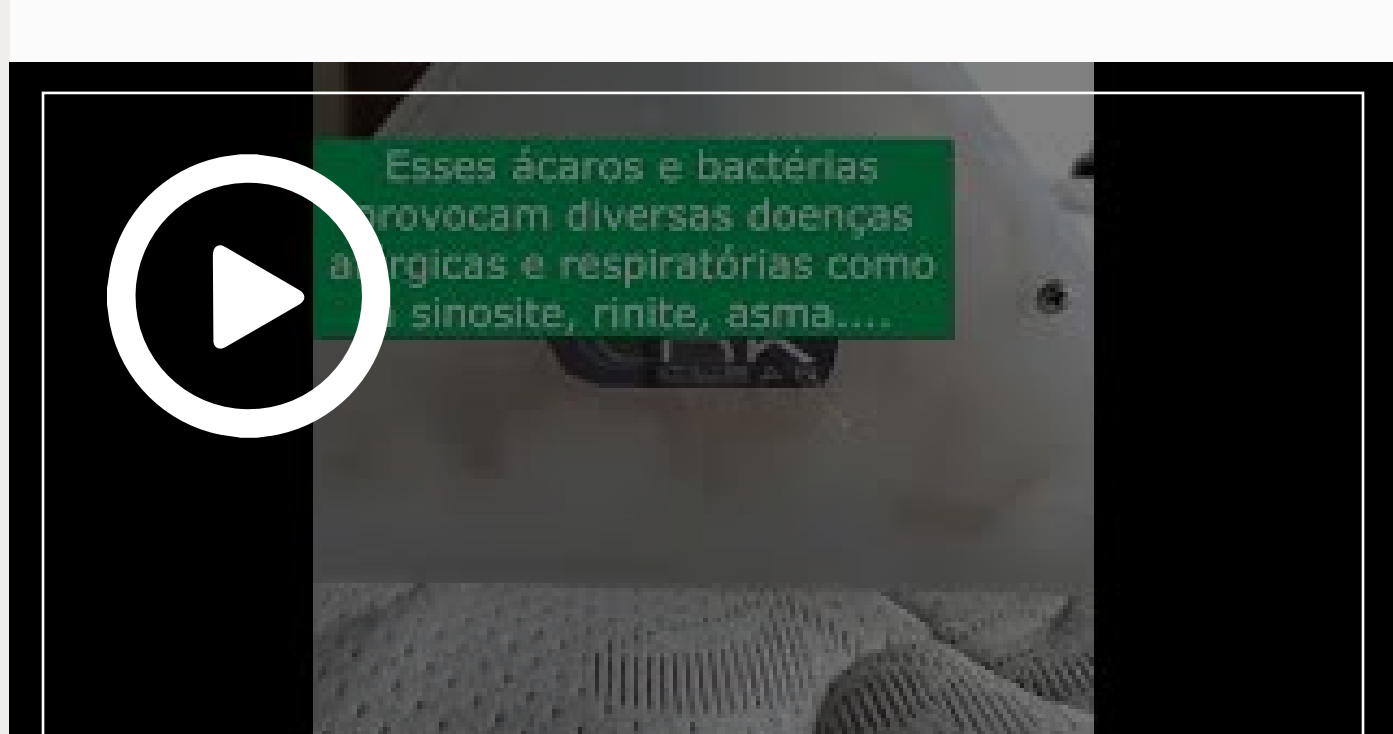 Esses ácaros e bactérias
provocam diversas doenças
alérgicas e respiratórias como
sinosite, rinite, asma....